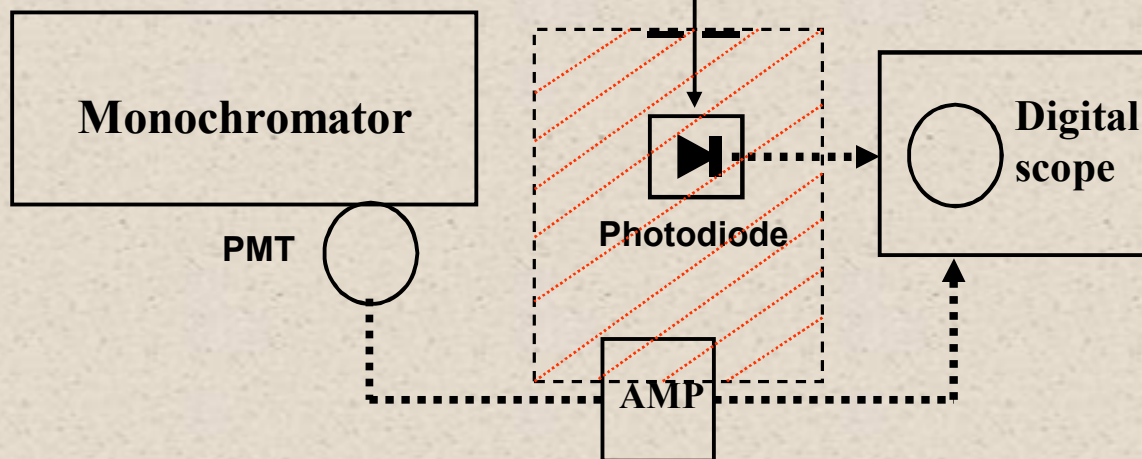 Monochromator
Digital
scope
PMT
Photodiode
AMP